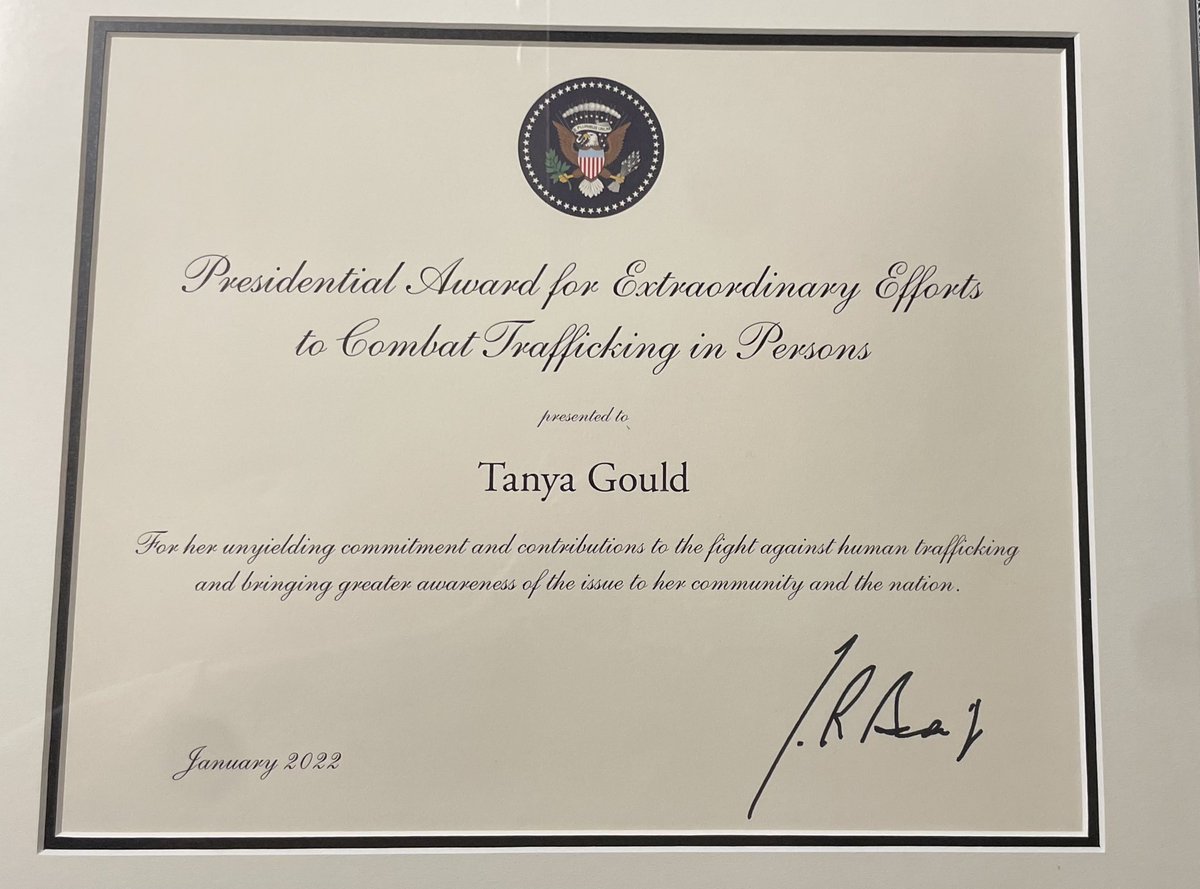 Presidential Award for Extraordinary Efforts
to Combat Trafficking in Persons
presented to
Tanya Gould
For her unyielding commitment and contributions to the fight against human trafficking
and bringing greater awareness of the issue to her community and the nation.
January 2022